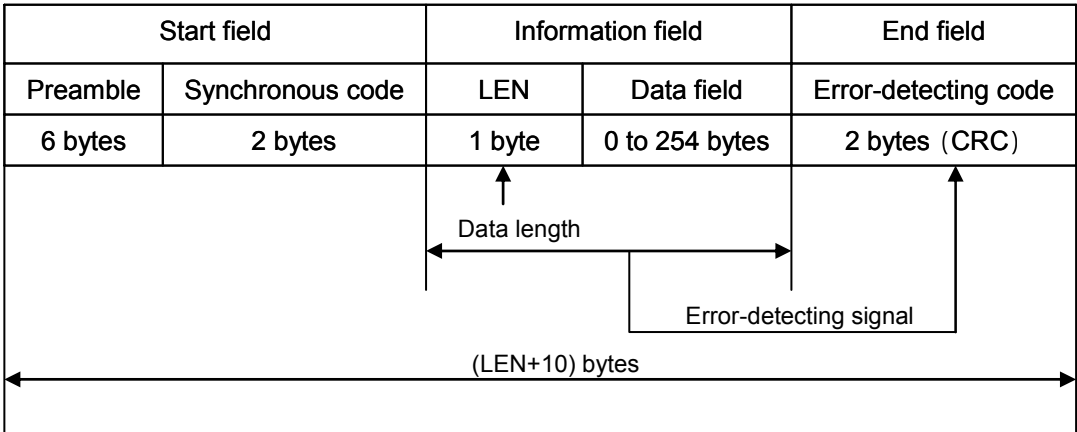 Start field Information field End field
Preamble Synchronous code LEN Data field Error-detecting code
6 bytes 2 bytes 1 byte 0 to 254 bytes 2 bytes (CRC)
Data length
Error-detecting signal
(LEN+10) bytes